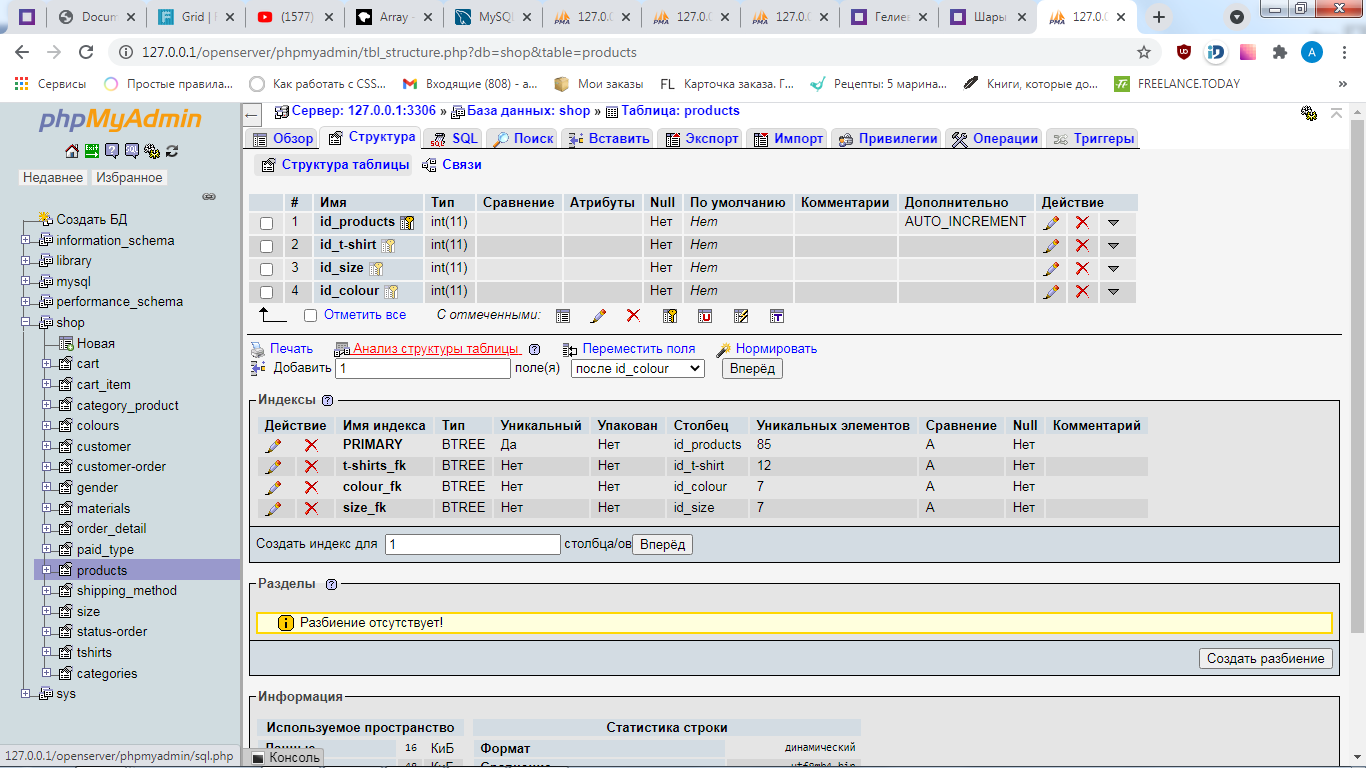 Docum
Grid | F
(1577)
Array -
MySQL
127.0.0
127.0.0
127.0.0
Гелиев
Шары
127.0.0
127.0.0.1/openserver/phpmyadmin/tbl_structure.php?db=shop&table=products
A
Сервисы
Простые правила...
Как работать с CSS...
Входящие (808) - a...
Мои заказы
FL Карточка заказа. Г...
Рецепты: 5 марина...
Книги, которые до...
FREELANCE.TODAY
»
phpMyAdmin
Недавнее Избранное
Создать БД
information_schema
library
mysql
performance_schema
shop
Новая
cart
cart_item
category_product
colours
customer
customer-order
gender
materials
order_detail
paid_type
products
shipping_method
size
status-order
tshirts
categories
sys
127.0.0.1/openserver/phpmyadmin/sql.php
Сервер: 127.0.0.1:3306 » База данных: shop » Таблица: products
Обзор Структура SQL Поиск Вставить Экспорт Импорт Привилегии Операции Триггеры
Структура таблицы Связи
# Имя Тип Сравнение Атрибуты Null По умолчанию Комментарии Дополнительно Действие
1 id_products int(11) Нет Нет AUTO_INCREMENT
2 id_t-shirt int(11) Нет Нет
3 id_size int(11) Нет Нет
4 id_colour int(11) Нет Нет
Отметить все С отмеченными:
Печать Анализ структуры таблицы Переместить поля Нормировать
Добавить 1 поле(я) после id_colour Вперёд
Индексы
Действие Имя индекса Тип Уникальный Упакован Столбец Уникальных элементов Сравнение Null Комментарий
PRIMARY BTREE Да Нет id_products 85 A Нет
t-shirts_fk BTREE Нет Нет id_t-shirt 12 A Нет
colour_fk BTREE Нет Нет id_colour 7 A Нет
size_fk BTREE Нет Нет id_size 7 A Нет
Создать индекс для 1 столбца/ов Вперёд
Разделы
Разбиение отсутствует!
Создать разбиение
Информация
Используемое пространство Статистика строки
Данные 16 КиБ Формат динамический
Консоль